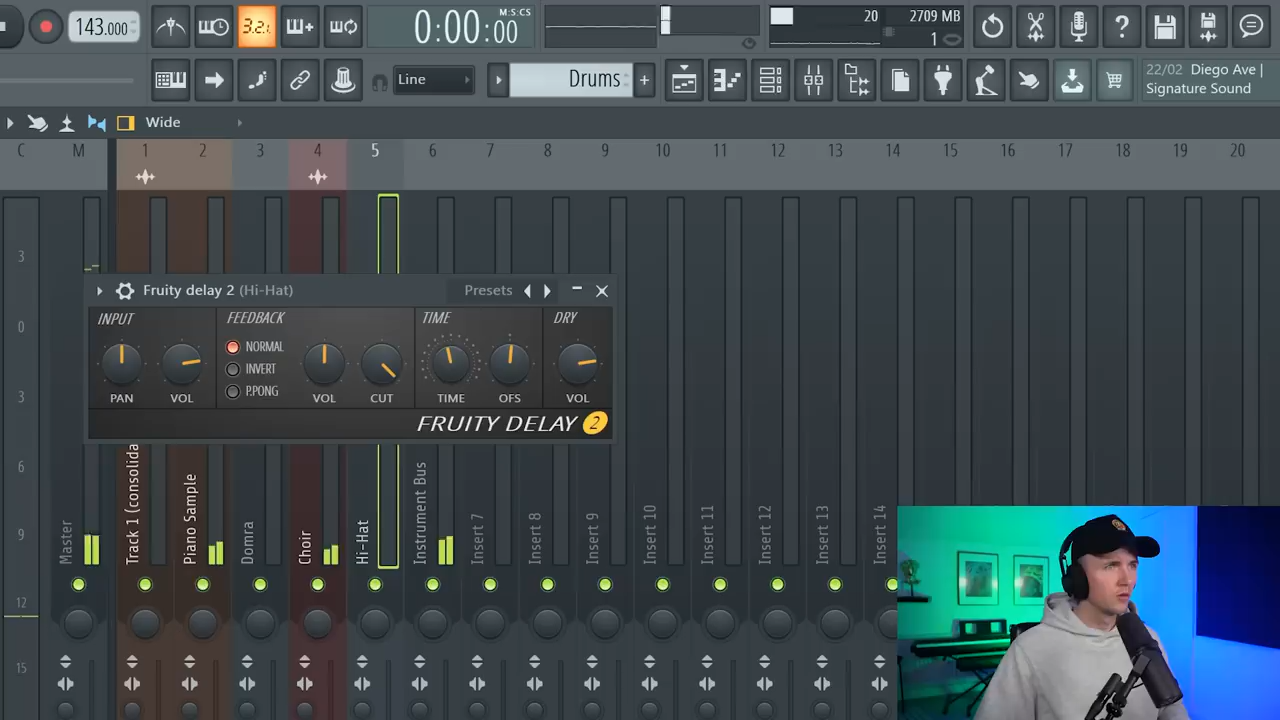 143.000
3.2.
0:00:00
M:S:CS
20
2709 MB
1
Line
Drums
22/02 Diego Ave |
Signature Sound
Wide
C M 1 2 3 4 5 6 7 8 9 10 11 12 13 14 15 16 17 18 19 20
3
0
3
6
9
12
15
Fruity delay 2 (Hi-Hat)
Presets
INPUT
FEEDBACK
TIME
DRY
NORMAL
INVERT
P.PONG
PAN
VOL
VOL
CUT
TIME
OFS
VOL
FRUITY DELAY 2
Master
Track 1 (consolida
Piano Sample
Domra
Choir
Hi-Hat
Instrument Bus
Insert 7
Insert 8
Insert 9
Insert 10
Insert 11
Insert 12
Insert 13
Insert 14